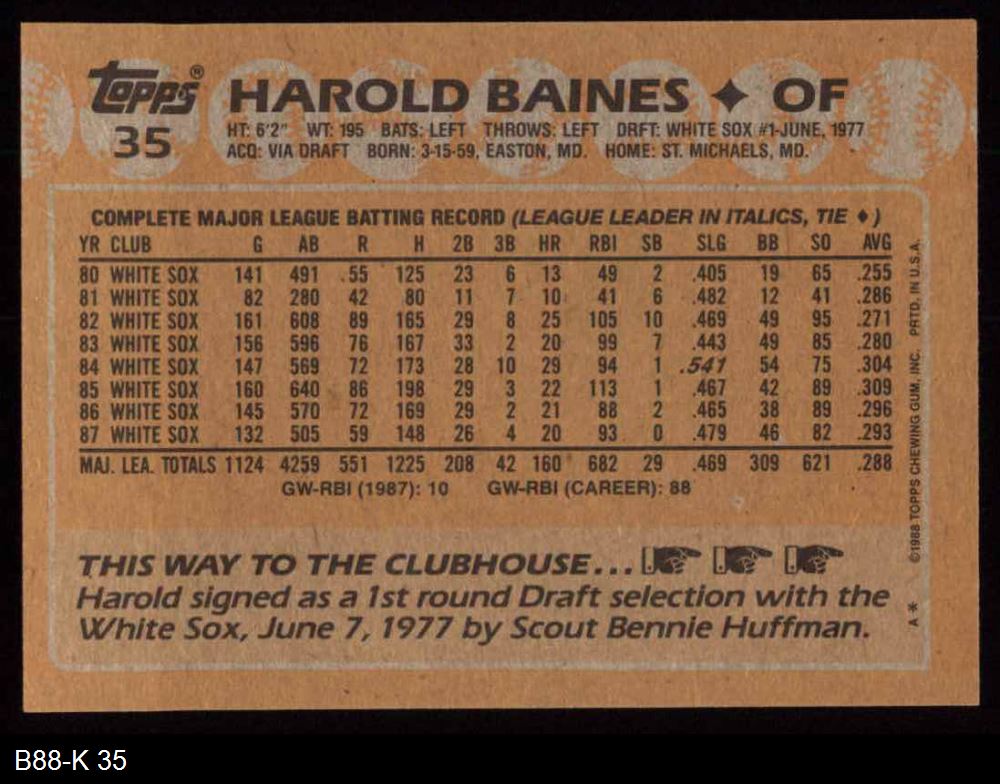 topps® HAROLD BAINES ✦ OF
35 HT: 6'2" WT: 195 BATS: LEFT THROWS: LEFT DRFT: WHITE SOX #1-JUNE, 1977
ACQ: VIA DRAFT BORN: 3-15-59, EASTON, MD. HOME: ST. MICHAELS, MD.
COMPLETE MAJOR LEAGUE BATTING RECORD (LEAGUE LEADER IN ITALICS, TIE ♦)
YR CLUB G AB R H 2B 3B HR RBI SB SLG BB SO AVG
80 WHITE SOX 141 491 55 125 23 6 13 49 2 .405 19 65 .255
81 WHITE SOX 82 280 42 80 11 7 10 41 6 .482 12 41 .286
82 WHITE SOX 161 608 89 165 29 8 25 105 10 .469 49 95 .271
83 WHITE SOX 156 596 76 167 33 2 20 99 7 .443 49 85 .280
84 WHITE SOX 147 569 72 173 28 10 29 94 1 .541 54 75 .304
85 WHITE SOX 160 640 86 198 29 3 22 113 1 .467 42 89 .309
86 WHITE SOX 145 570 72 169 29 2 21 88 2 .465 38 89 .296
87 WHITE SOX 132 505 59 148 26 4 20 93 0 .479 46 82 .293
MAJ. LEA. TOTALS 1124 4259 551 1225 208 42 160 682 29 .469 309 621 .288
GW-RBI (1987): 10 GW-RBI (CAREER): 88
THIS WAY TO THE CLUBHOUSE...
Harold signed as a 1st round Draft selection with the
White Sox, June 7, 1977 by Scout Bennie Huffman.
A* ©1988 TOPPS CHEWING GUM, INC. PRTD. IN U.S.A.
B88-K 35